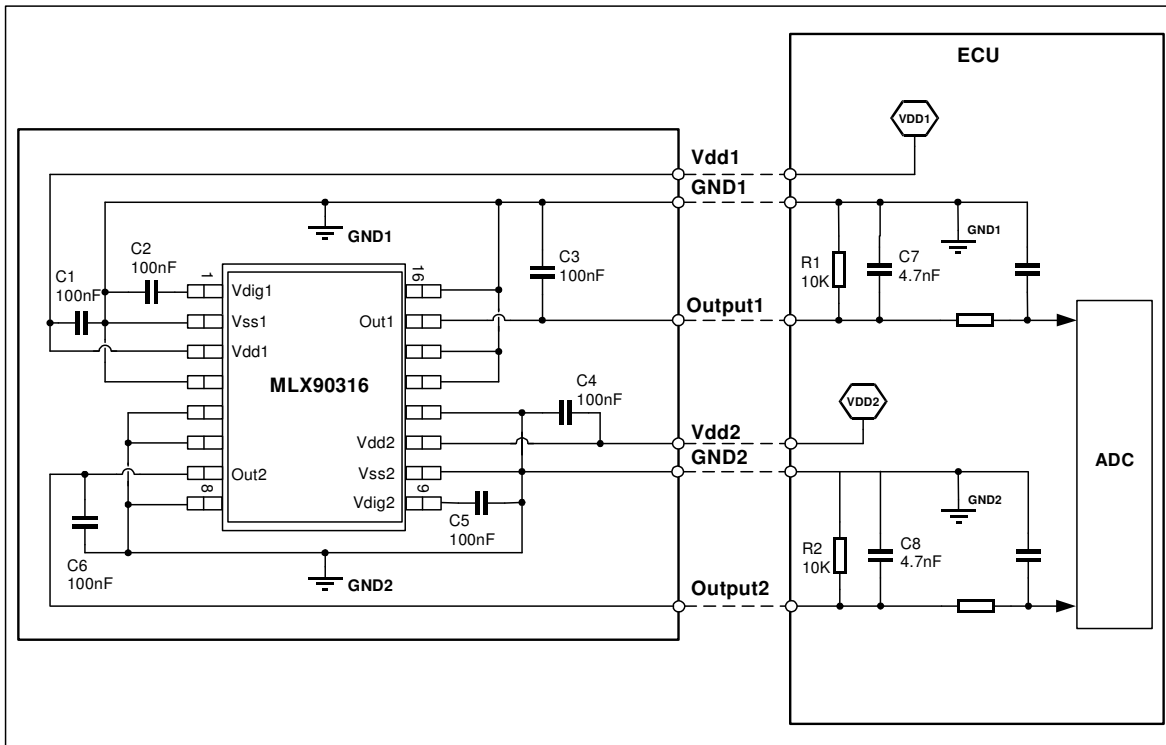 ECU
VDD1
Vdd1
GND1
GND1
C2
100nF
C1
100nF
C3
100nF
GND1
R1
10K
C7
4.7nF
1
16
Vdig1
Vss1
Out1
Vdd1
Output1
MLX90316
C4
100nF
VDD2
Vdd2
Vdd2
GND2
ADC
Out2
Vss2
8
9
Vdig2
C5
100nF
GND2
C6
100nF
GND2
R2
10K
C8
4.7nF
Output2